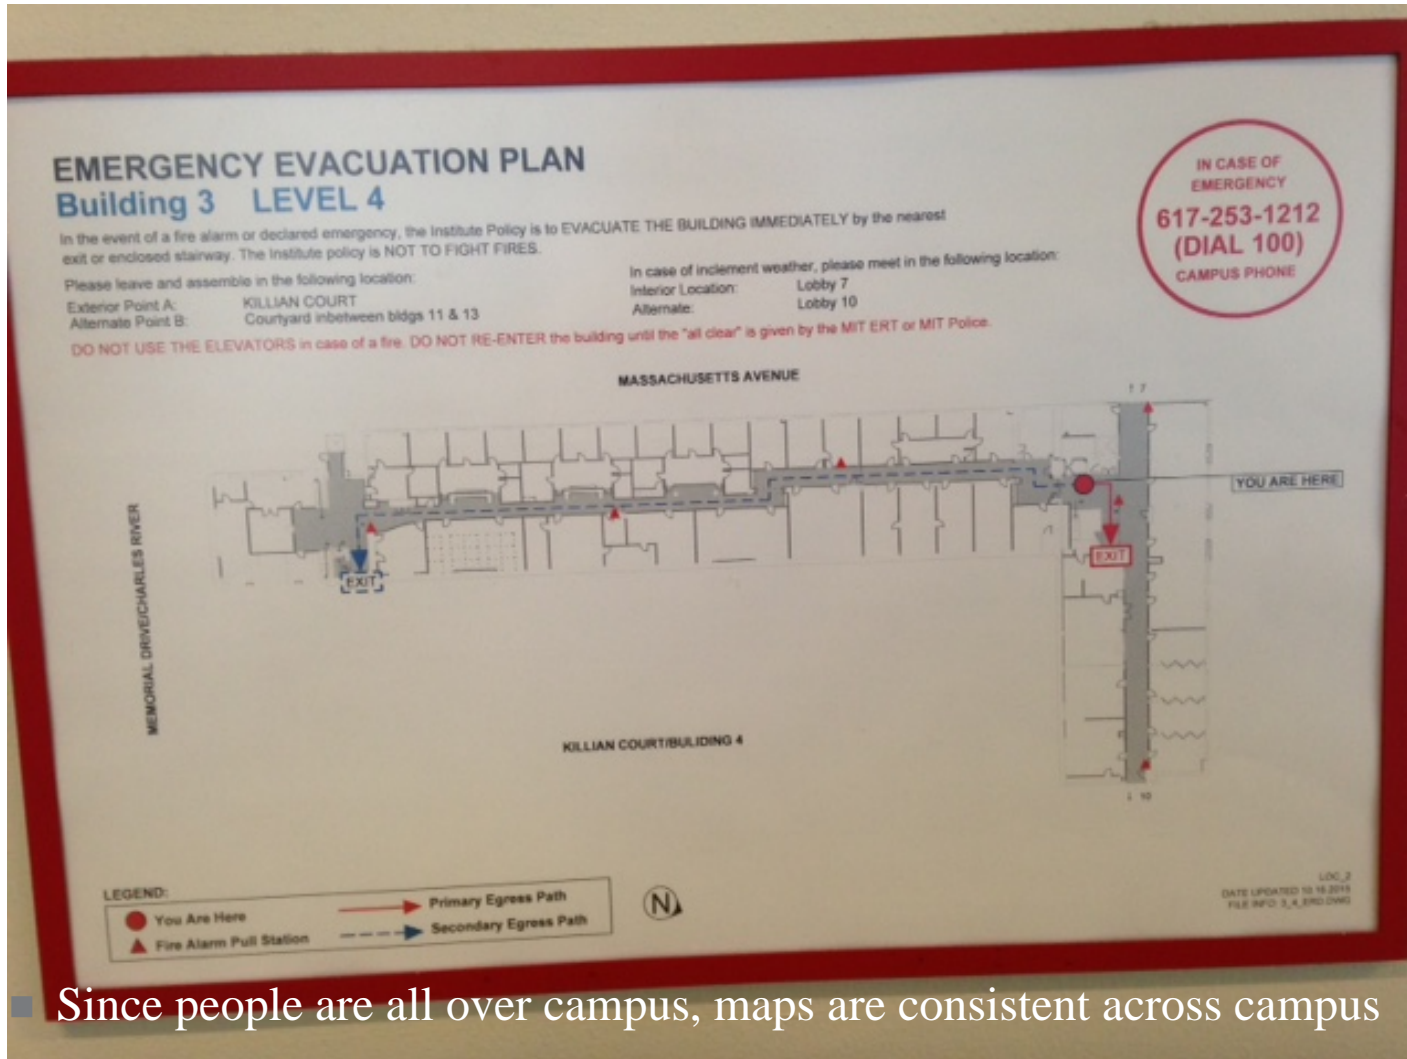 EMERGENCY EVACUATION PLAN
Building 3 LEVEL 4
In the event of a fire alarm or declared emergency, the Institute Policy is to EVACUATE THE BUILDING IMMEDIATELY by the nearest
exit or enclosed stairway. The Institute policy is NOT TO FIGHT FIRES.
Please leave and assemble in the following location:
Exterior Point A: KILLIAN COURT
Alternate Point B: Courtyard inbetween bldgs 11 & 13
In case of inclement weather, please meet in the following location:
Interior Location: Lobby 7
Alternate: Lobby 10
DO NOT USE THE ELEVATORS in case of a fire. DO NOT RE-ENTER the building until the "all clear" is given by the MIT ERT or MIT Police.
IN CASE OF
EMERGENCY
617-253-1212
(DIAL 100)
CAMPUS PHONE
MASSACHUSETTS AVENUE
YOU ARE HERE
EXIT
EXIT
MEMORIAL DRIVE/CHARLES RIVER
KILLIAN COURT/BULIDING 4
10
LEGEND:
You Are Here
Fire Alarm Pull Station
Primary Egress Path
Secondary Egress Path
N
LOC_2
DATE UPDATED
FILE INFO: 3_4_ERD.DWG
Since people are all over campus, maps are consistent across campus